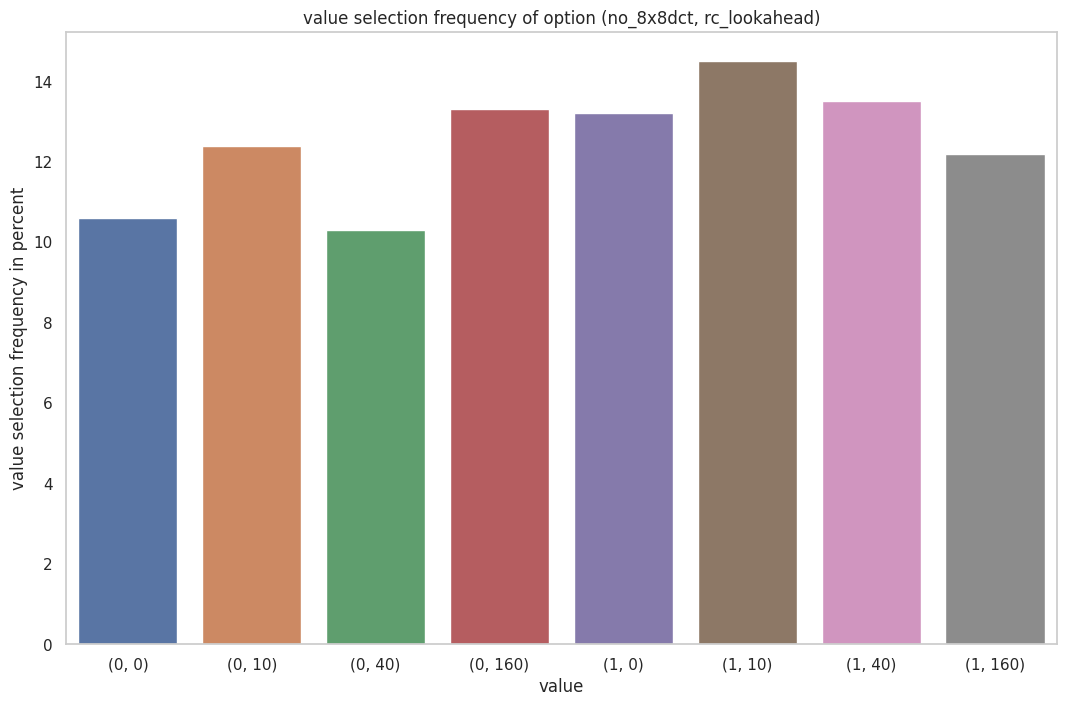 value selection frequency of option (no_8x8dct, rc_lookahead)
value selection frequency in percent
14
12
10
8
6
4
2
0
(0, 0) (0, 10) (0, 40) (0, 160) (1, 0) (1, 10) (1, 40) (1, 160)
value